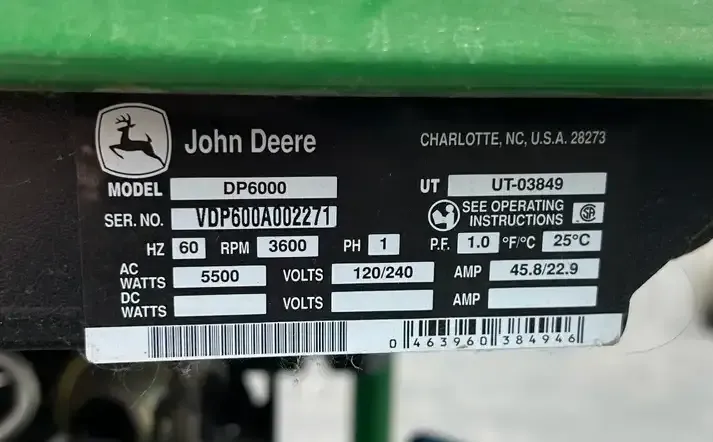 John Deere
CHARLOTTE, NC, U.S.A. 28273
MODEL DP6000 UT UT-03849
SER. NO. VDP600A002271 SEE OPERATING
INSTRUCTIONS
HZ 60 RPM 3600 PH 1 P.F. 1.0 °F/°C 25°C
AC
WATTS 5500 VOLTS 120/240 AMP 45.8/22.9
DC
WATTS VOLTS AMP
0 463960 384946